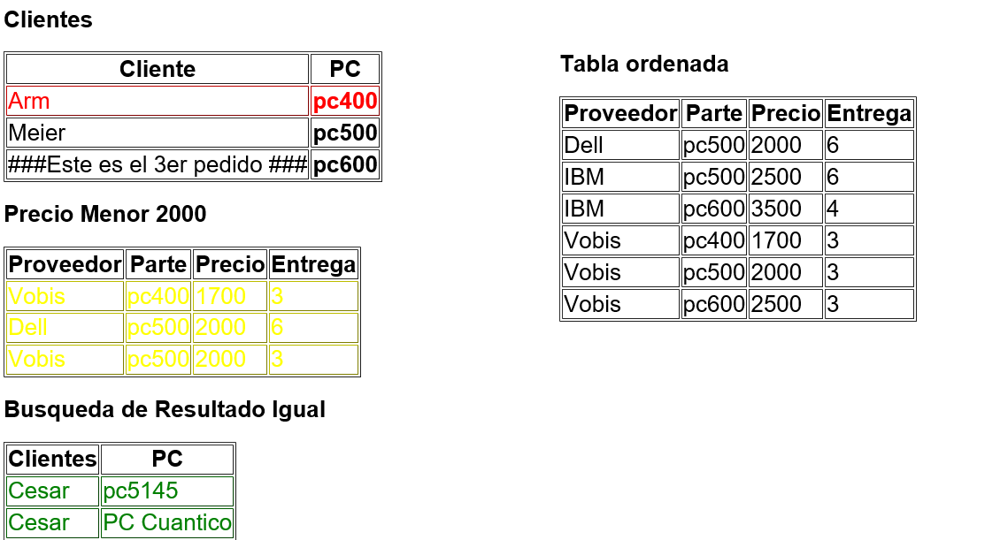 Clientes
Cliente PC
Arm pc400
Meier pc500
###Este es el 3er pedido ### pc600
Precio Menor 2000
Proveedor Parte Precio Entrega
Vobis pc400 1700 3
Dell pc500 2000 6
Vobis pc500 2000 3
Busqueda de Resultado Igual
Clientes PC
Cesar pc5145
Cesar PC Cuantico
Tabla ordenada
Proveedor Parte Precio Entrega
Dell pc500 2000 6
IBM pc500 2500 6
IBM pc600 3500 4
Vobis pc400 1700 3
Vobis pc500 2000 3
Vobis pc600 2500 3